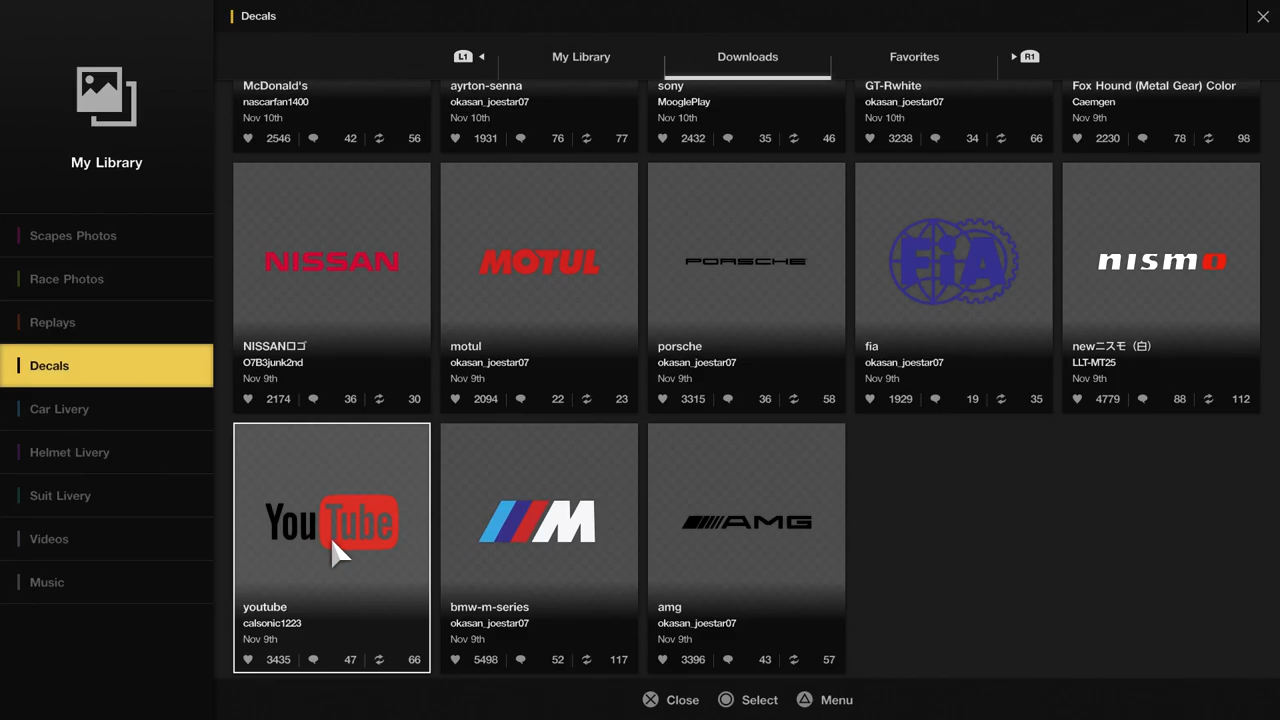 Decals
L1
My Library
Downloads
Favorites
R1
My Library
Scapes Photos
Race Photos
Replays
Decals
Car Livery
Helmet Livery
Suit Livery
Videos
Music
McDonald's
nascarfan1400
Nov 10th
2546 42 56
ayrton-senna
okasan_joestar07
Nov 10th
1931 76 77
sony
MooglePlay
Nov 10th
2432 35 46
GT-Rwhite
okasan_joestar07
Nov 10th
3238 34 66
Fox Hound (Metal Gear) Color
Caemgen
Nov 9th
2230 78 98
NISSAN
NISSANロゴ
O7B3junk2nd
Nov 9th
2174 36 30
MOTUL
motul
okasan_joestar07
Nov 9th
2094 22 23
PORSCHE
porsche
okasan_joestar07
Nov 9th
3315 36 58
FiA
fia
okasan_joestar07
Nov 9th
1929 19 35
nismo
newニスモ（白）
LLT-MT25
Nov 9th
4779 88 112
YouTube
youtube
calsonic1223
Nov 9th
3435 47 66
M
bmw-m-series
okasan_joestar07
Nov 9th
5498 52 117
AMG
amg
okasan_joestar07
Nov 9th
3396 43 57
Close Select Menu